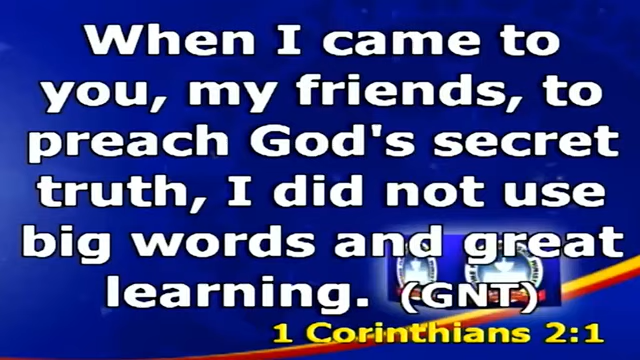 When I came to
you, my friends, to
preach God's secret
truth, I did not use
big words and great
learning. (GNT)
1 Corinthians 2:1